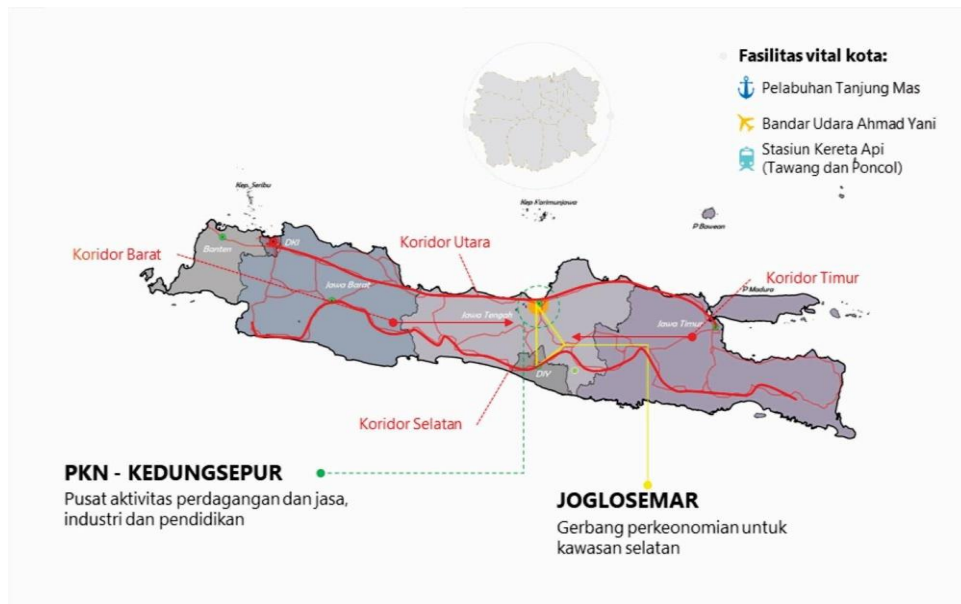 Fasilitas vital kota:
Pelabuhan Tanjung Mas
Bandar Udara Ahmad Yani
Stasiun Kereta Api
(Tawang dan Poncol)
Kep. Seribu
Kep Karimunjawa
P Bawean
Koridor Barat
Banten
DKI
Koridor Utara
Koridor Timur
P Madura
Jawa Barat
Jawa Tengah
Jawa Timur
DIV
Koridor Selatan
PKN - KEDUNGSEPUR
Pusat aktivitas perdagangan dan jasa,
industri dan pendidikan
JOGLOSEMAR
Gerbang perkeonomian untuk
kawasan selatan